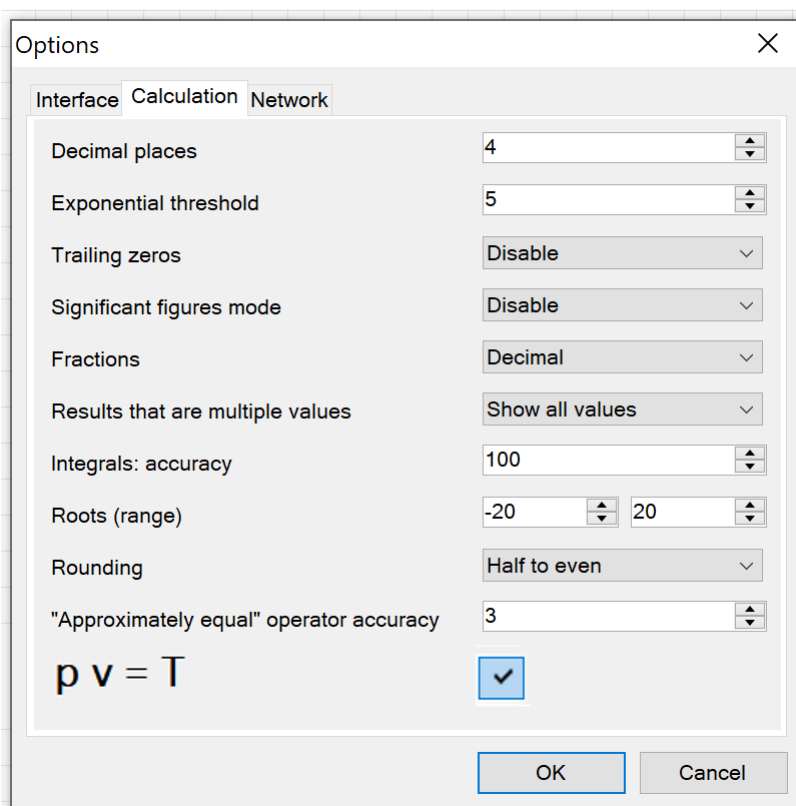 Options
Interface Calculation Network
Decimal places 4
Exponential threshold 5
Trailing zeros Disable
Significant figures mode Disable
Fractions Decimal
Results that are multiple values Show all values
Integrals: accuracy 100
Roots (range) -20 20
Rounding Half to even
"Approximately equal" operator accuracy 3
p v = T
OK Cancel